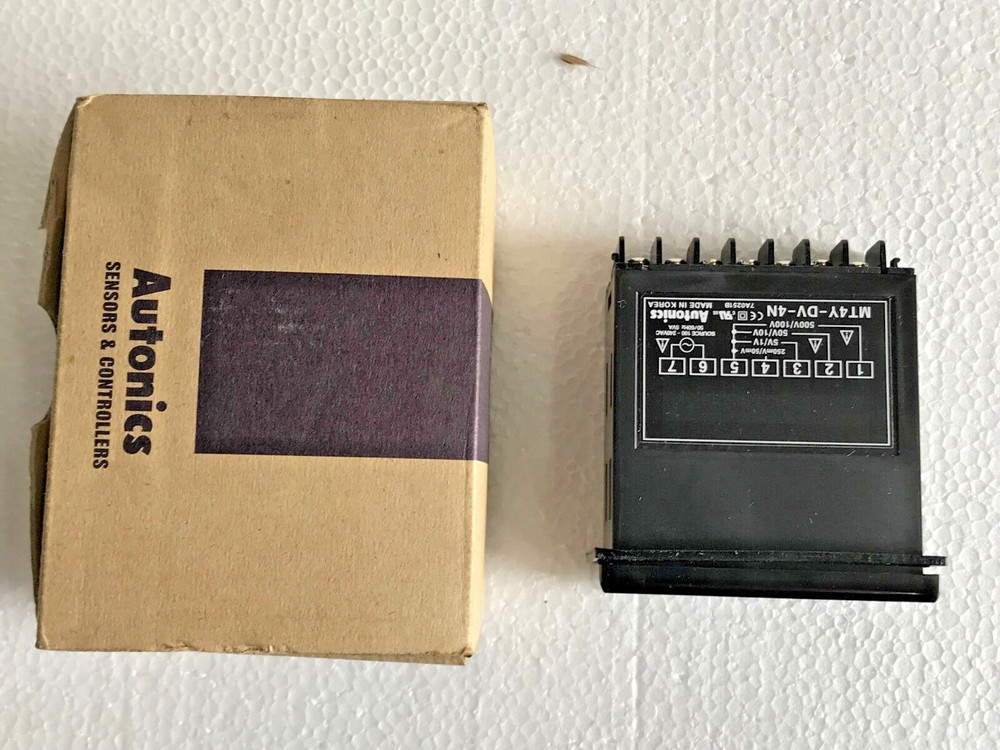 Autonics
SENSORS & CONTROLLERS
1 2 3 4 5 6 7
250mV/50mV
5V/1V
50V/10V
500V/100V
SOURCE 100 - 240VAC
50/60Hz 5VA
MT4Y-DV-4N
Autonics
7A0251B MADE IN KOREA